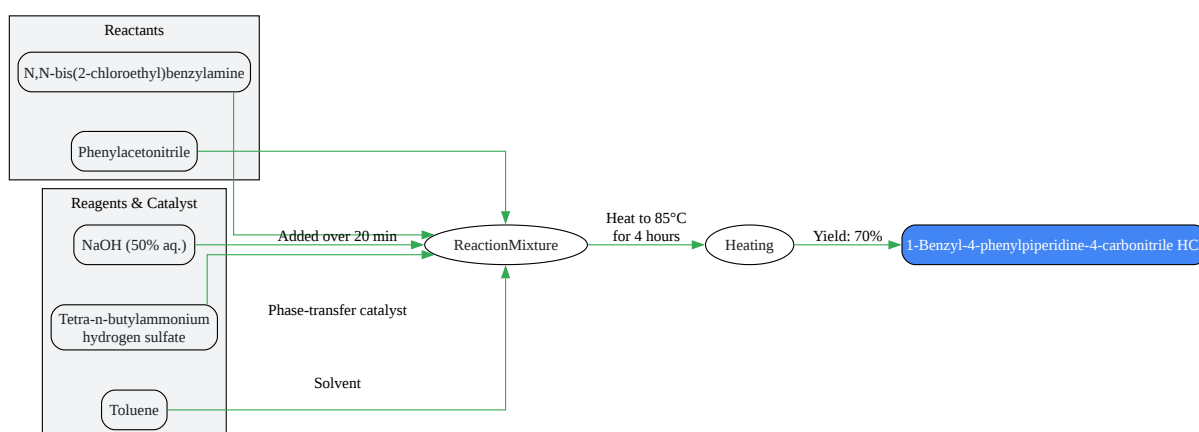 Reactants
N,N-bis(2-chloroethyl)benzylamine
Phenylacetonitrile
Reagents & Catalyst
NaOH (50% aq.)
Added over 20 min
ReactionMixture
Heat to 85°C
for 4 hours
Heating
Yield: 70%
1-Benzyl-4-phenylpiperidine-4-carbonitrile HC
Tetra-n-butylammonium
hydrogen sulfate
Phase-transfer catalyst
Solvent
Toluene